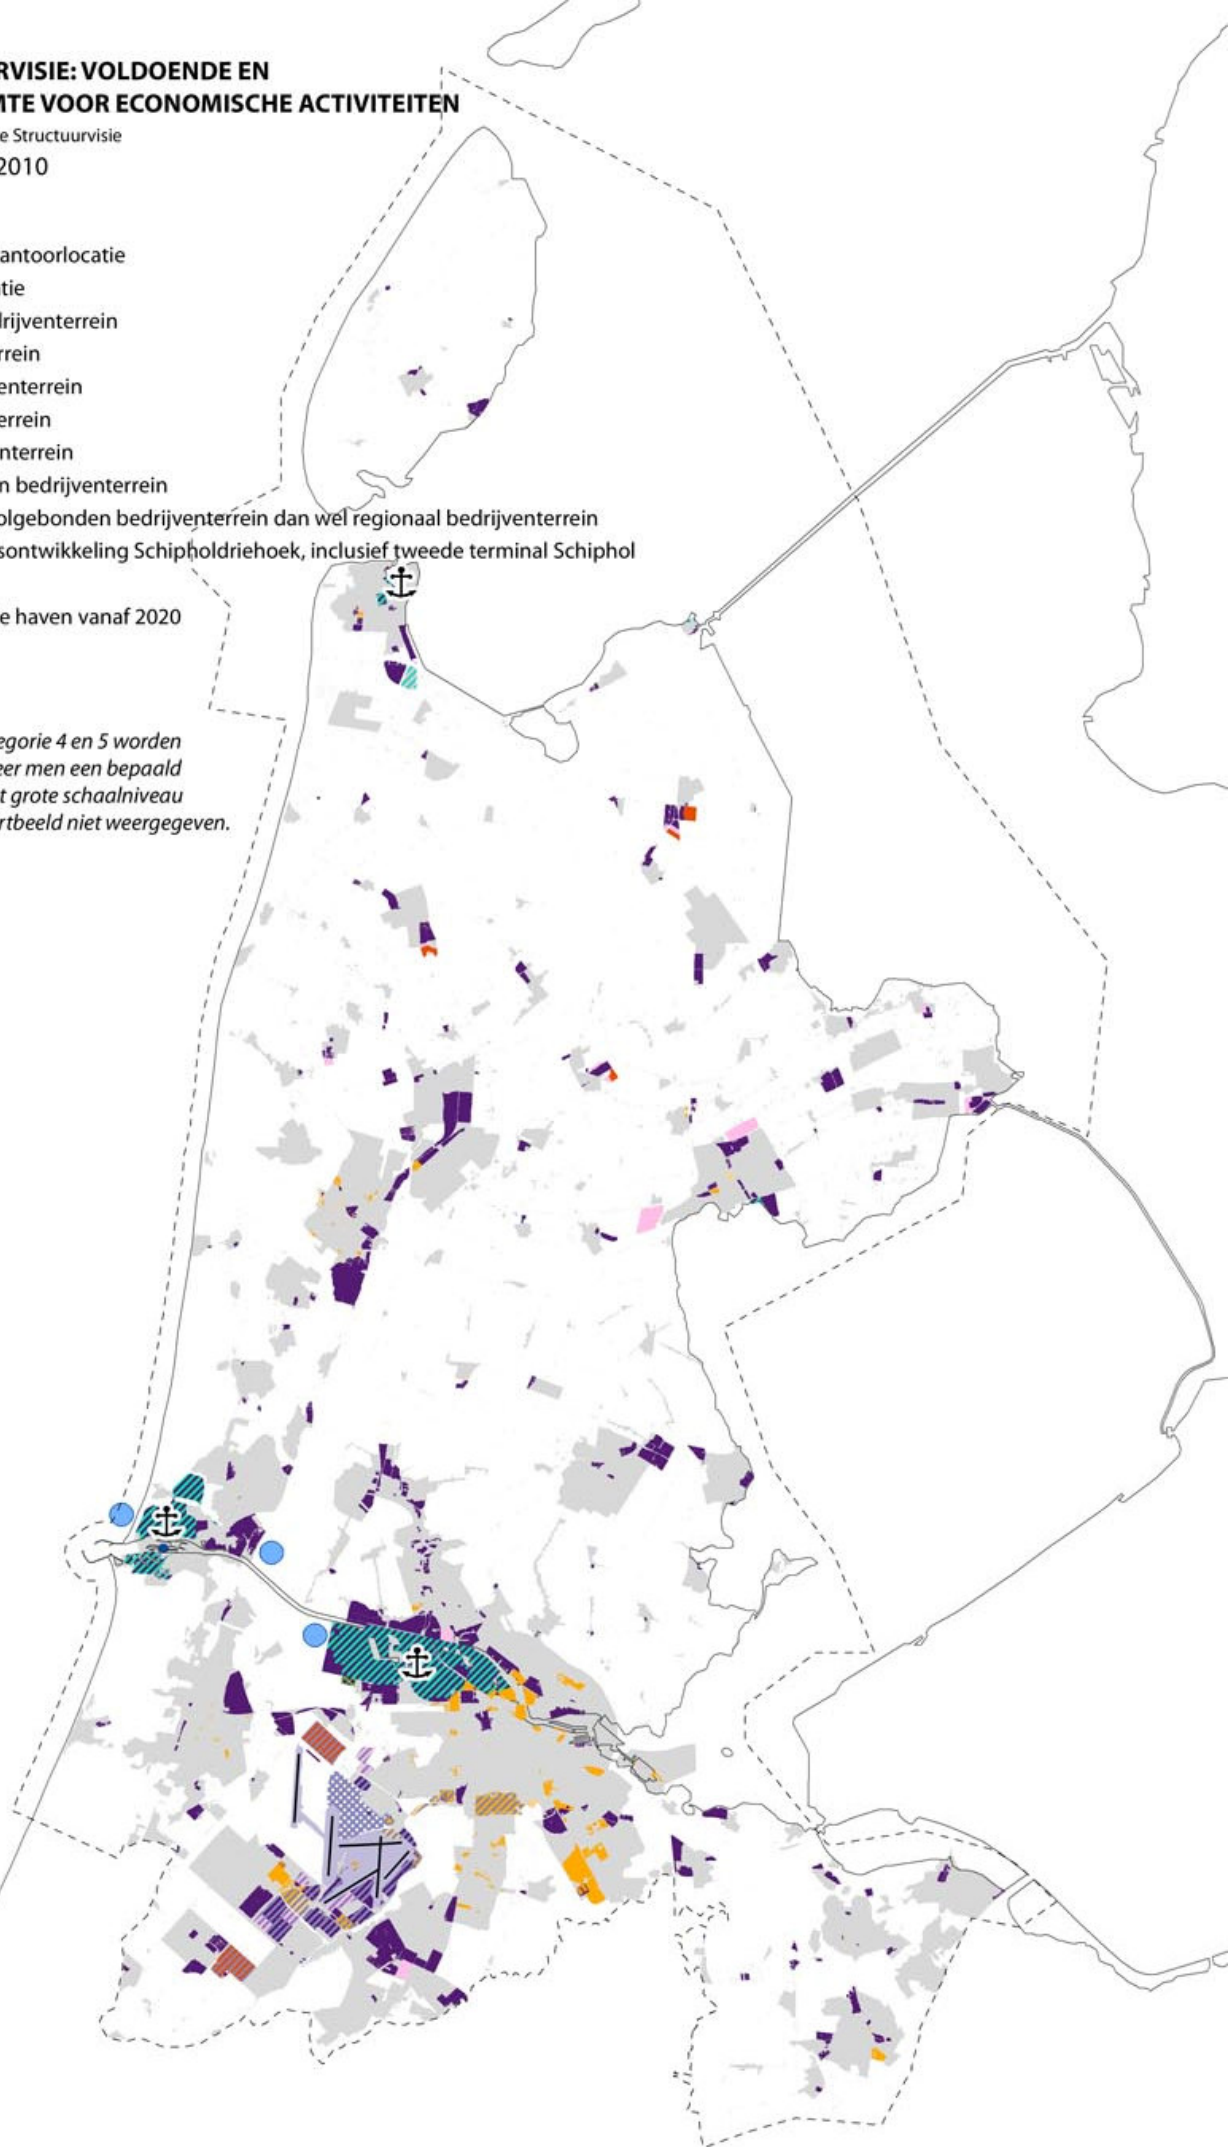 RVISIE: VOLDOENDE EN
MTE VOOR ECONOMISCHE ACTIVITEITEN
e Structuurvisie
2010
antoorlocatie
tie
drijventerrein
rrein
enterrein
errein
nterrein
n bedrijventerrein
olgebonden bedrijventerrein dan wel regionaal bedrijventerrein
sontwikkeling Schipholdriehoek, inclusief tweede terminal Schiphol
e haven vanaf 2020
egorie 4 en 5 worden
eer men een bepaald
t grote schaalniveau
rtbeeld niet weergegeven.